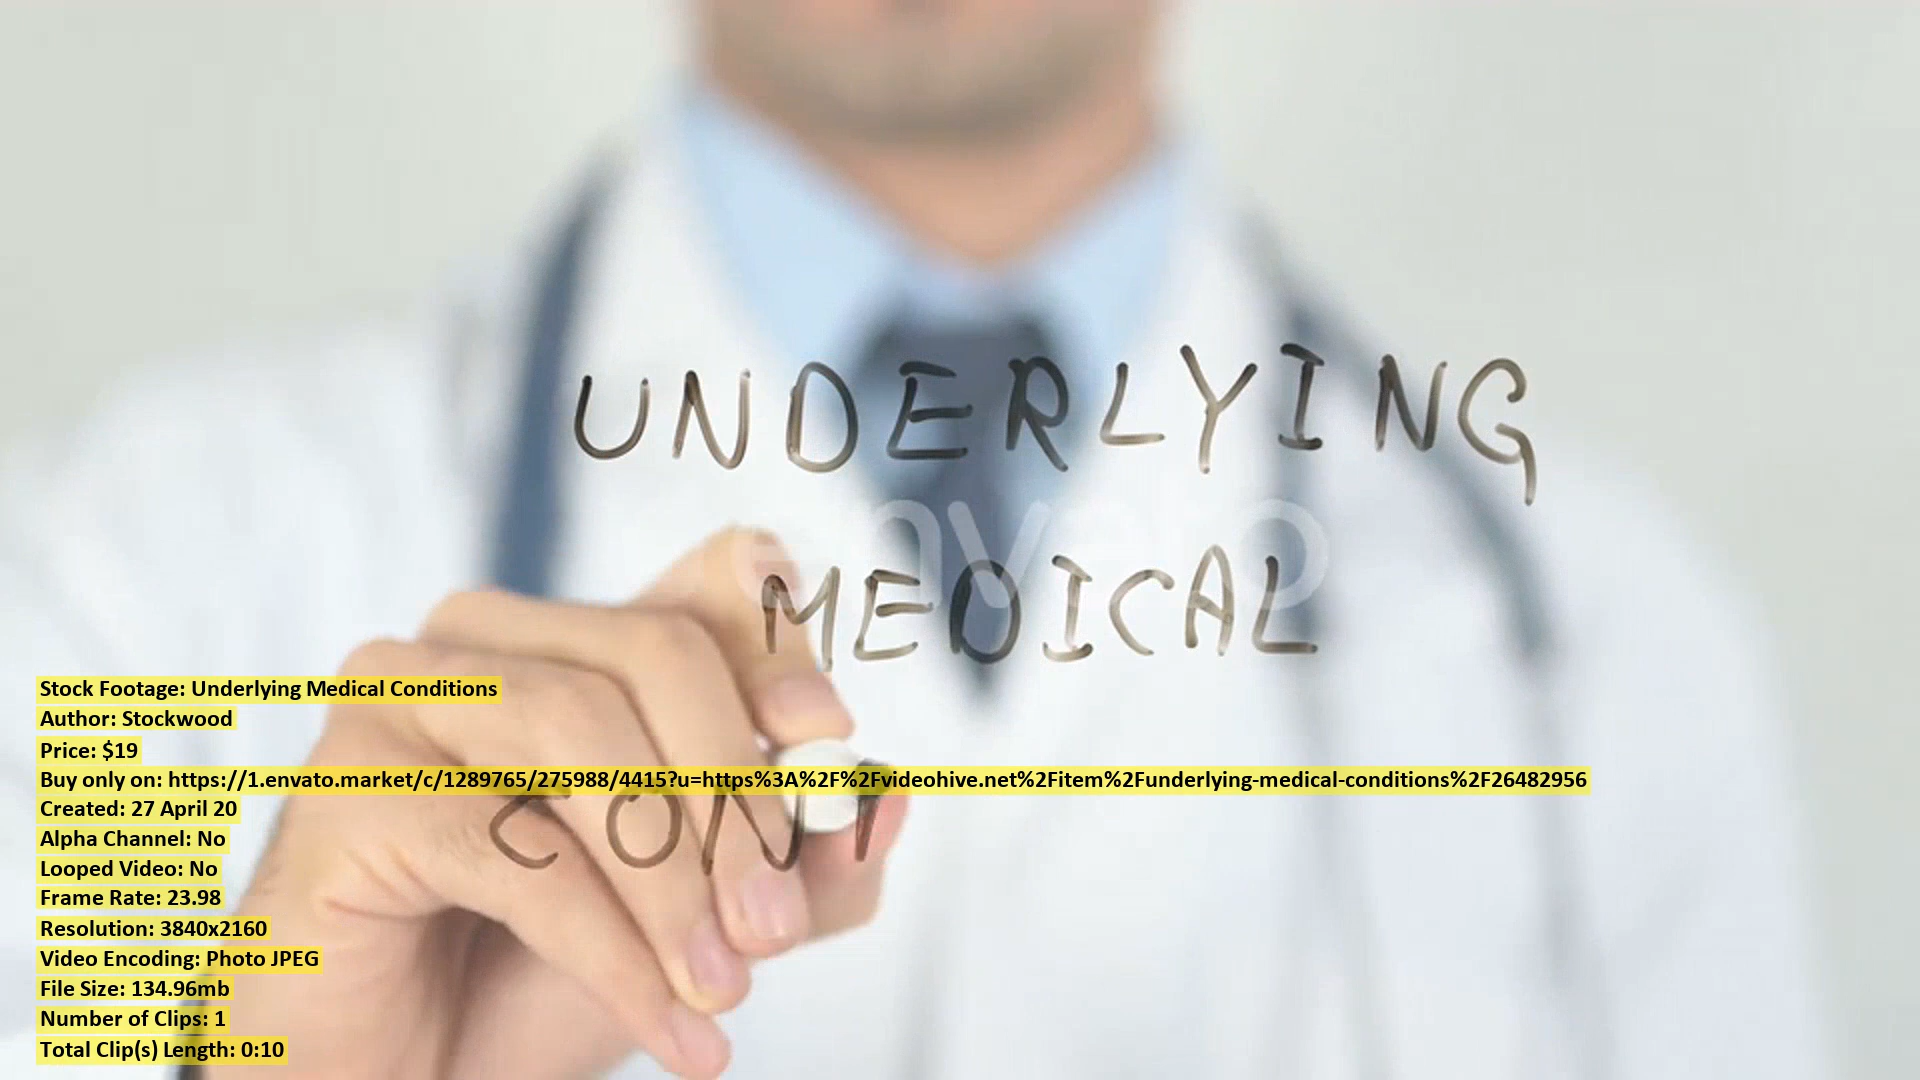 UNDERLYING
envato
MEDICAL
Stock Footage: Underlying Medical Conditions
Author: Stockwood
Price: $19
Buy only on: https://1.envato.market/c/1289765/275988/4415?u=https%3A%2F%2Fvideohive.net%2Fitem%2Funderlying-medical-conditions%2F26482956
CON
Created: 27 April 20
Alpha Channel: No
Looped Video: No
Frame Rate: 23.98
Resolution: 3840x2160
Video Encoding: Photo JPEG
File Size: 134.96mb
Number of Clips: 1
Total Clip(s) Length: 0:10